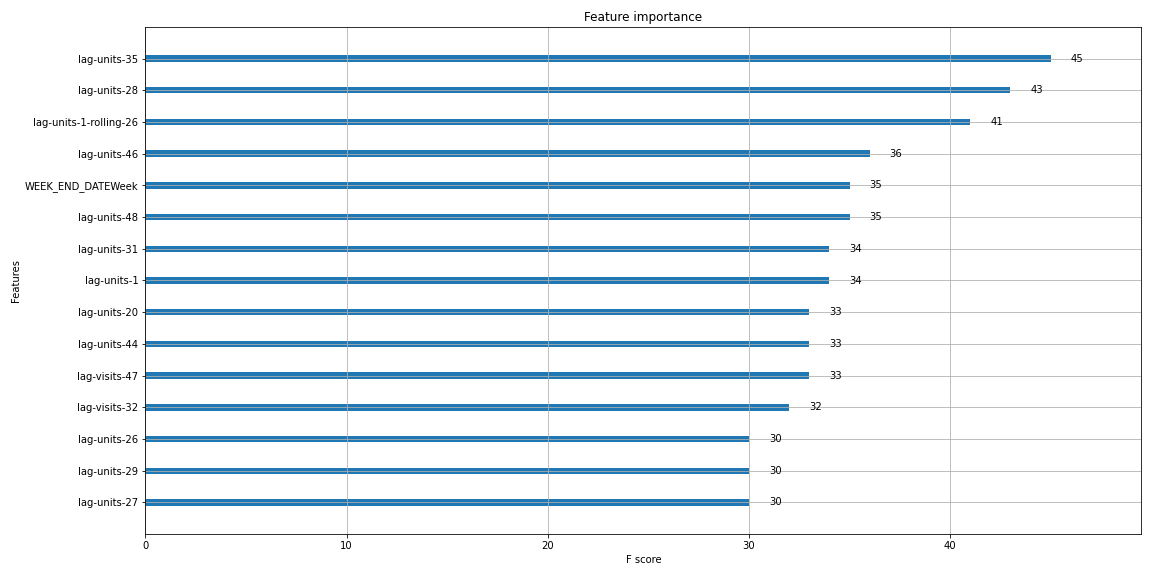 Feature importance
lag-units-35 45
lag-units-28 43
lag-units-1-rolling-26 41
lag-units-46 36
WEEK_END_DATEWeek 35
lag-units-48 35
lag-units-31 34
lag-units-1 34
lag-units-20 33
lag-units-44 33
lag-visits-47 33
lag-visits-32 32
lag-units-26 30
lag-units-29 30
lag-units-27 30
Features
0 10 20 30 40
F score